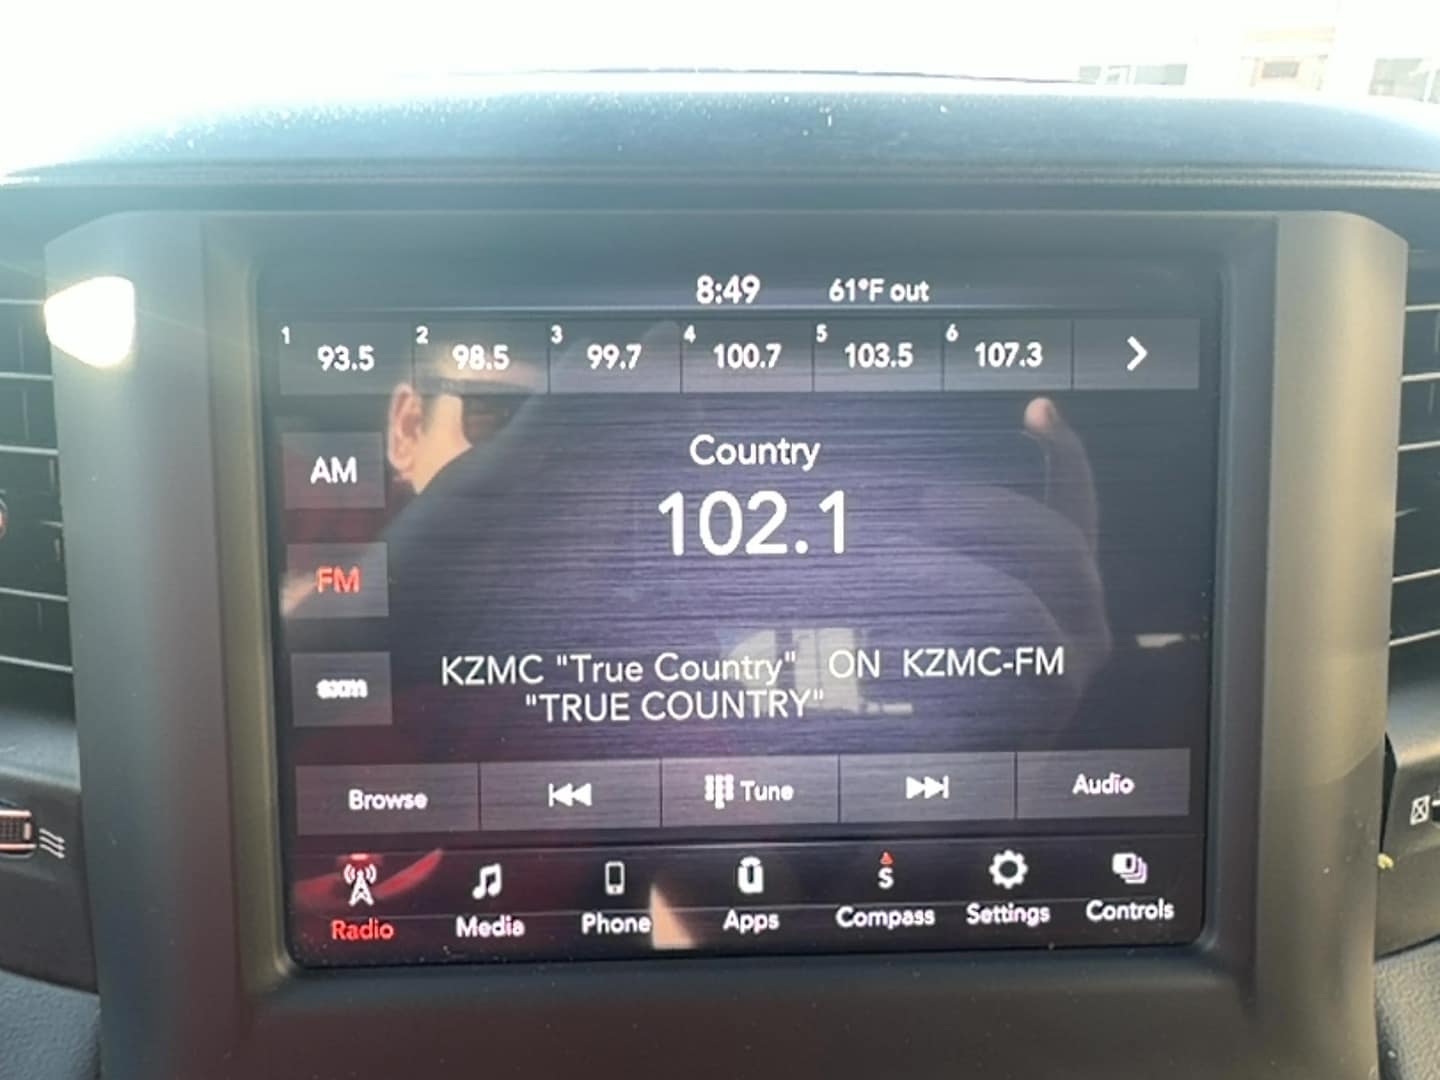 8:49 61°F out
1 93.5 2 98.5 3 99.7 4 100.7 5 103.5 6 107.3
Country
AM
102.1
FM
KZMC "True Country" ON KZMC-FM
"TRUE COUNTRY"
sxm
Browse Tune Audio
S
Radio Media Phone Apps Compass Settings Controls